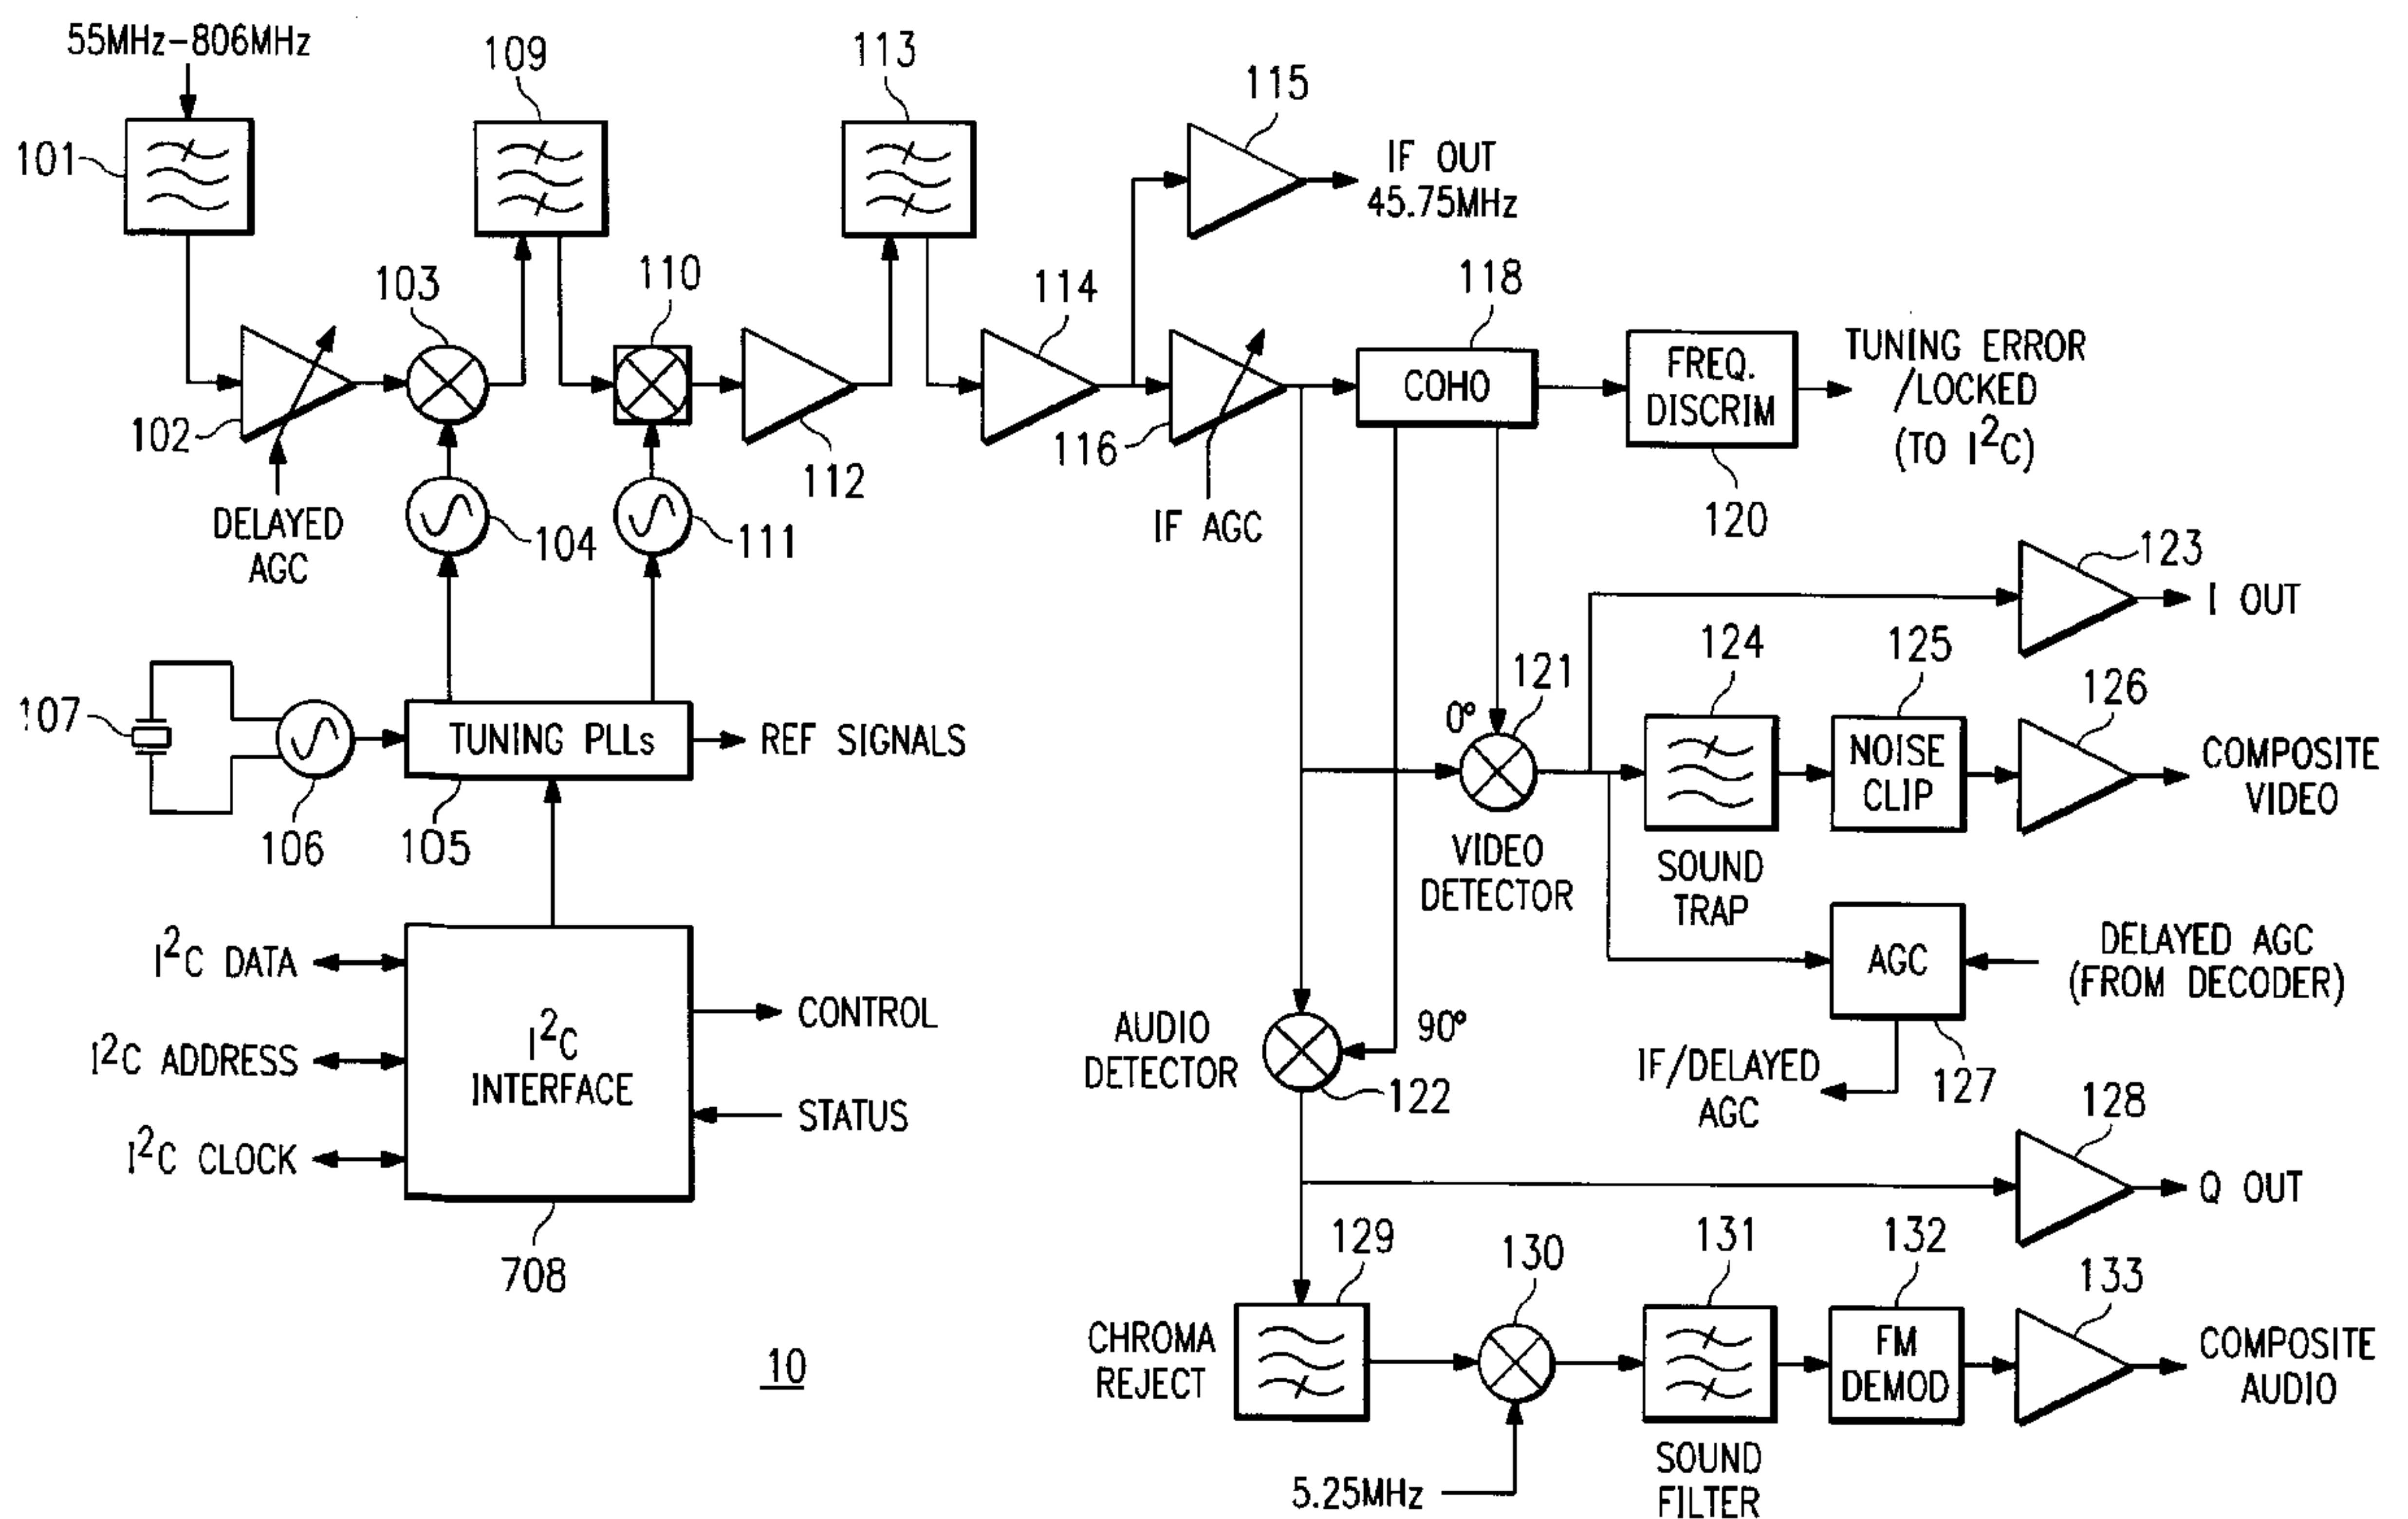 55MHz-806MHz
109
113
115
101
IF OUT
45.75MHz
103
110
114
118
102
112
116
COHO
FREQ.
DISCRIM
TUNING ERROR
/LOCKED
(TO I²C)
DELAYED
AGC
104
111
IF AGC
120
123
I OUT
107
106
TUNING PLLs
105
REF SIGNALS
0°
121
124
125
126
NOISE
CLIP
COMPOSITE
VIDEO
VIDEO
DETECTOR
SOUND
TRAP
AGC
DELAYED AGC
(FROM DECODER)
I²C DATA
I²C ADDRESS
I²C CLOCK
I²C
INTERFACE
CONTROL
STATUS
708
AUDIO
DETECTOR
90°
122
IF/DELAYED
AGC
127
128
Q OUT
129
130
131
132
133
CHROMA
REJECT
FM
DEMOD
COMPOSITE
AUDIO
10
5.25MHz
SOUND
FILTER